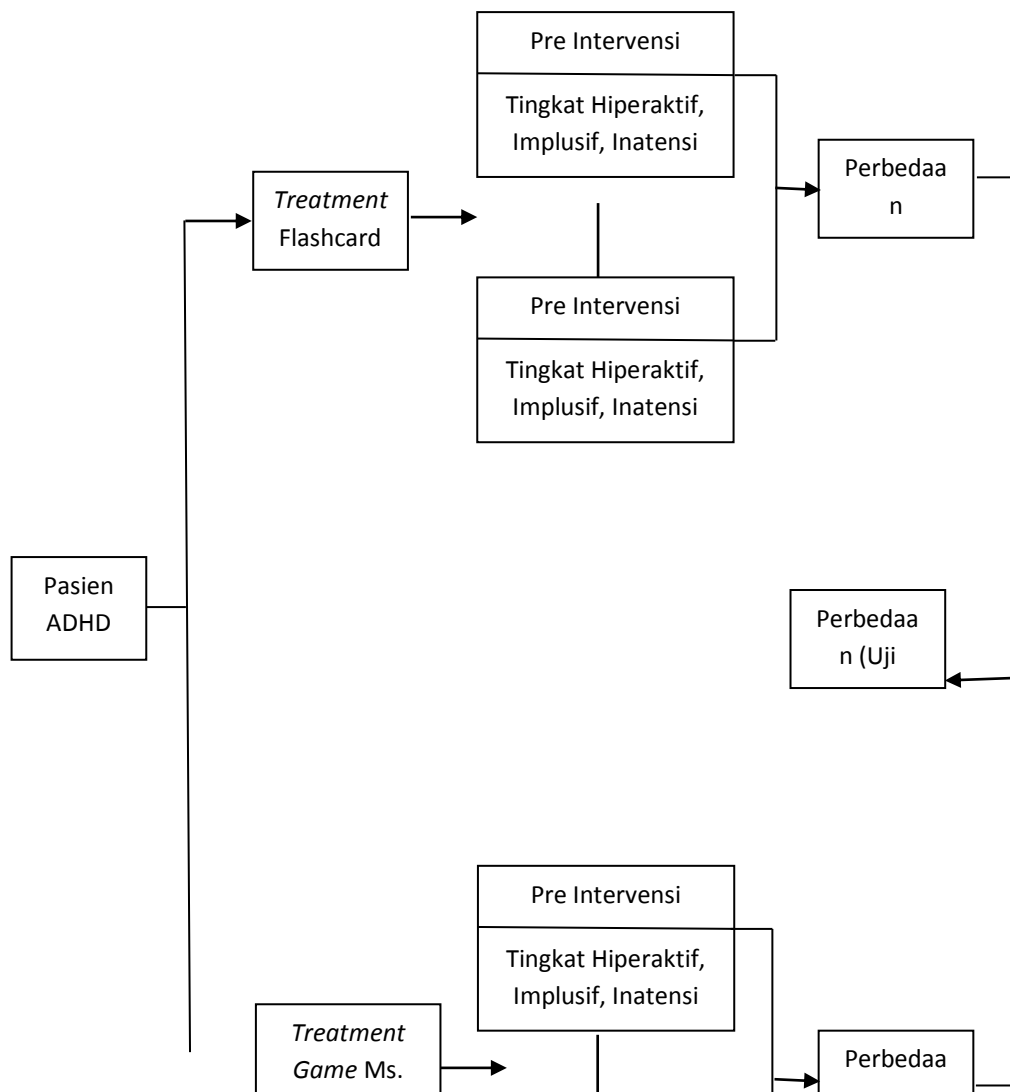 Pre Intervensi
Tingkat Hiperaktif,
Implusif, Inatensi
Treatment
Flashcard
Perbedaa
n
Pre Intervensi
Tingkat Hiperaktif,
Implusif, Inatensi
Pasien
ADHD
Perbedaa
n (Uji
Pre Intervensi
Tingkat Hiperaktif,
Implusif, Inatensi
Treatment
Game Ms.
Perbedaa